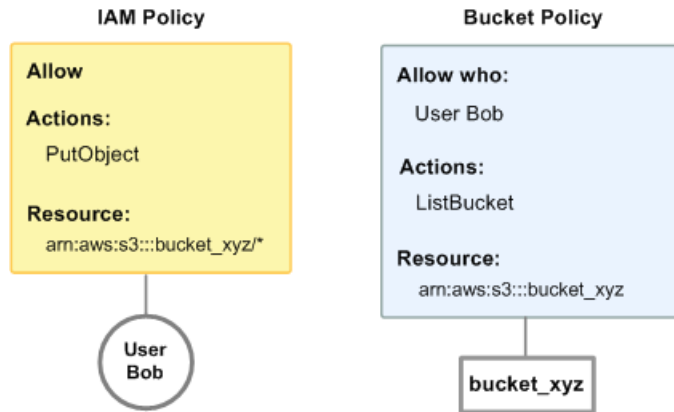 IAM Policy
Allow
Actions:
PutObject
Resource:
arn:aws:s3:::bucket_xyz/*
User
Bob
Bucket Policy
Allow who:
User Bob
Actions:
ListBucket
Resource:
arn:aws:s3:::bucket_xyz
bucket_xyz